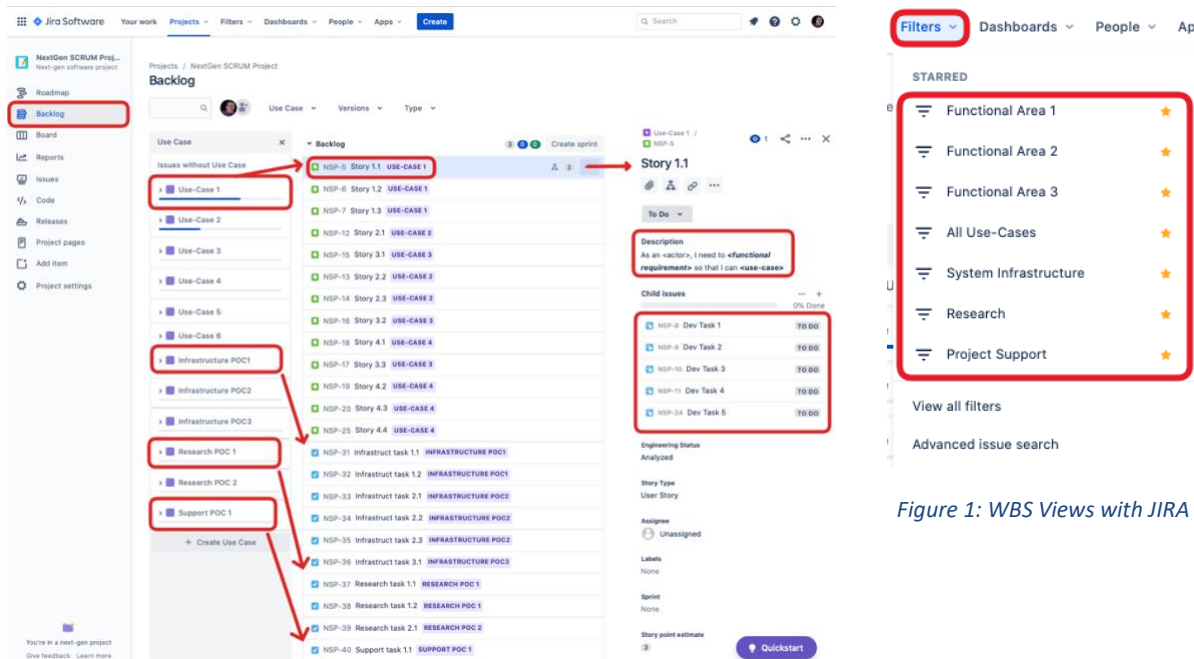 Jira Software Your work Projects Filters Dashboards People Apps Create Search
NextGen SCRUM Proj...
Next-gen software project
Roadmap
Backlog
Board
Reports
Issues
Code
Releases
Project pages
Add item
Project settings
You're in a next-gen project
Give feedback Learn more
Projects / NextGen SCRUM Project
Backlog
Use Case Versions Type
Use Case
Issues without Use Case
Use-Case 1
Use-Case 2
Use-Case 3
Use-Case 4
Use-Case 5
Use-Case 6
Infrastructure POC1
Infrastructure POC2
Infrastructure POC3
Research POC 1
Research POC 2
Support POC 1
+ Create Use Case
Backlog 3 0 0 Create sprint
NSP-5 Story 1.1 USE-CASE 1 3
NSP-6 Story 1.2 USE-CASE 1
NSP-7 Story 1.3 USE-CASE 1
NSP-12 Story 2.1 USE-CASE 2
NSP-15 Story 3.1 USE-CASE 3
NSP-13 Story 2.2 USE-CASE 2
NSP-14 Story 2.3 USE-CASE 2
NSP-16 Story 3.2 USE-CASE 3
NSP-18 Story 4.1 USE-CASE 4
NSP-17 Story 3.3 USE-CASE 3
NSP-19 Story 4.2 USE-CASE 4
NSP-20 Story 4.3 USE-CASE 4
NSP-25 Story 4.4 USE-CASE 4
NSP-31 Infrastruct task 1.1 INFRASTRUCTURE POC1
NSP-32 Infrastruct task 1.2 INFRASTRUCTURE POC1
NSP-33 Infrastruct task 2.1 INFRASTRUCTURE POC2
NSP-34 Infrastruct task 2.2 INFRASTRUCTURE POC2
NSP-35 Infrastruct task 2.3 INFRASTRUCTURE POC2
NSP-36 Infrastruct task 3.1 INFRASTRUCTURE POC3
NSP-37 Research task 1.1 RESEARCH POC 1
NSP-38 Research task 1.2 RESEARCH POC 1
NSP-39 Research task 2.1 RESEARCH POC 2
NSP-40 Support task 1.1 SUPPORT POC 1
Use-Case 1 /
NSP-5
1
Story 1.1
To Do
Description
As an <actor>, I need to <functional
requirement> so that I can <use-case>
Child issues
0% Done
NSP-8 Dev Task 1 TO DO
NSP-9 Dev Task 2 TO DO
NSP-10 Dev Task 3 TO DO
NSP-11 Dev Task 4 TO DO
NSP-24 Dev Task 5 TO DO
Engineering Status
Analyzed
Story Type
User Story
Assignee
Unassigned
Labels
None
Sprint
None
Story point estimate
3
Quickstart
Filters Dashboards People Ap
STARRED
Functional Area 1
Functional Area 2
Functional Area 3
All Use-Cases
System Infrastructure
Research
Project Support
View all filters
Advanced issue search
Figure 1: WBS Views with JIRA